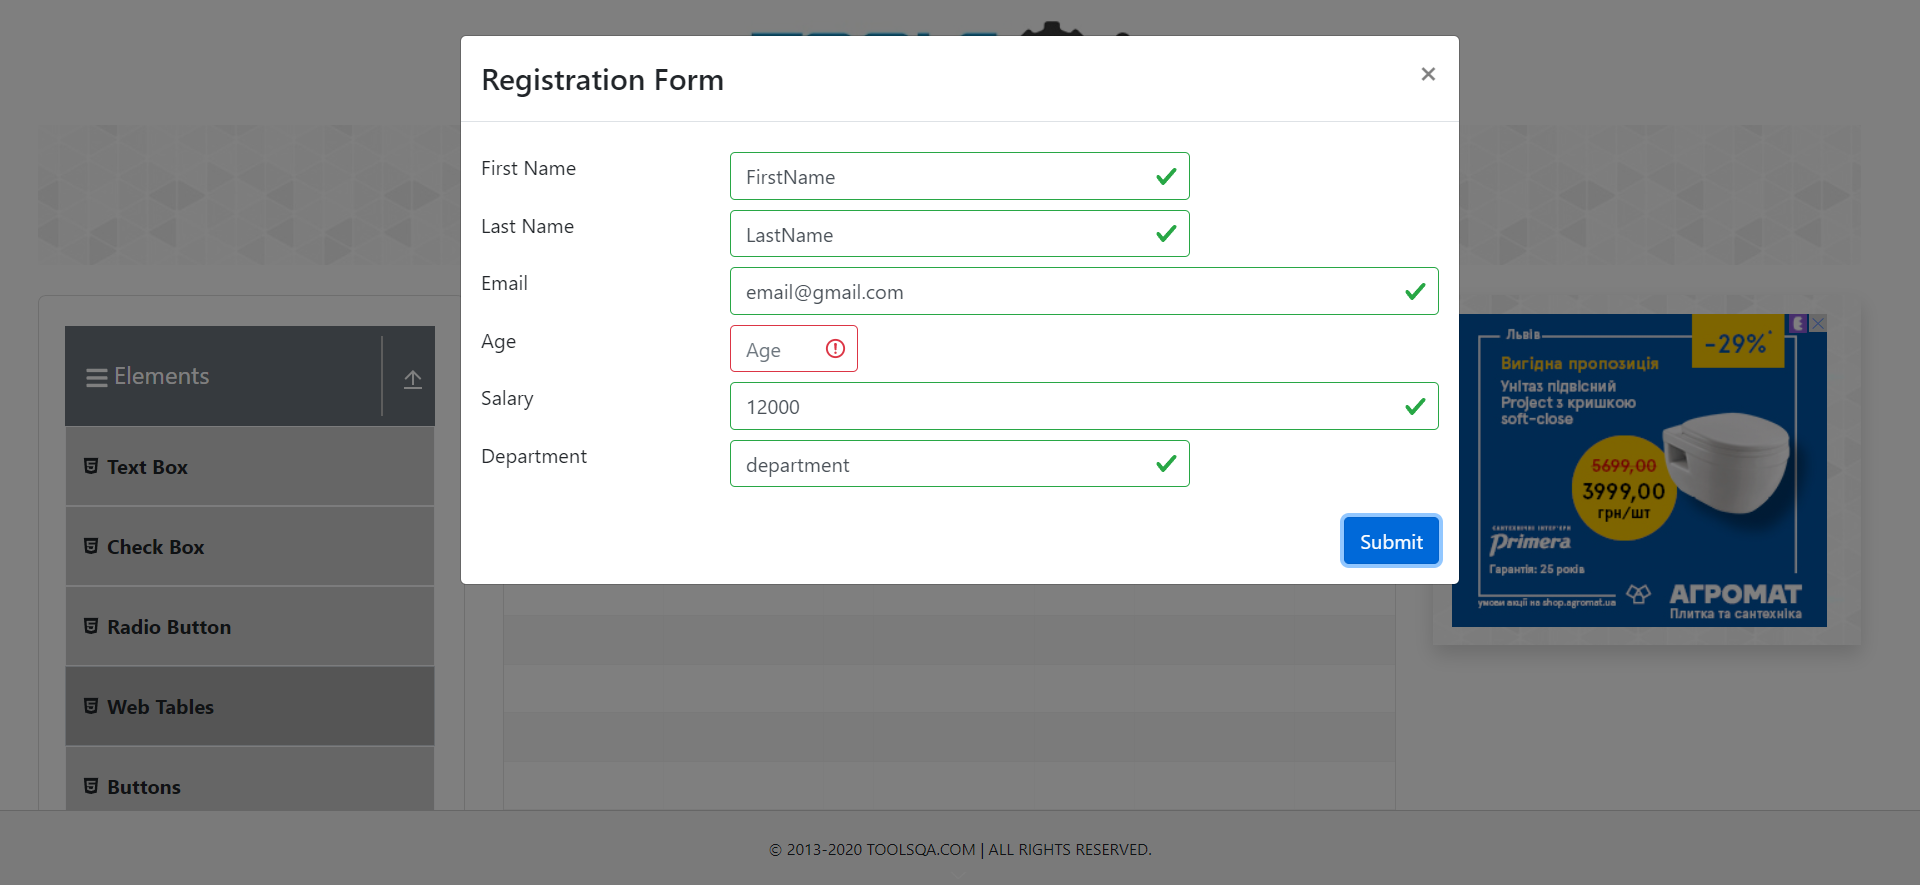 Registration Form
×
First Name
FirstName
Last Name
LastName
Email
email@gmail.com
Age
Age
Salary
12000
Department
department
Submit
Elements
Text Box
Check Box
Radio Button
Web Tables
Buttons
Львів
-29%*
Вигідна пропозиція
Унітаз підвісний
Project з кришкою
soft-close
5699,00
3999,00
грн/шт
САНТЕХНІЧНІ ІНТЕР'ЄРИ
Primera
Гарантія: 25 років
умови акції на shop.agromat.ua
АГРОМАТ
Плитка та сантехніка
© 2013-2020 TOOLSQA.COM | ALL RIGHTS RESERVED.